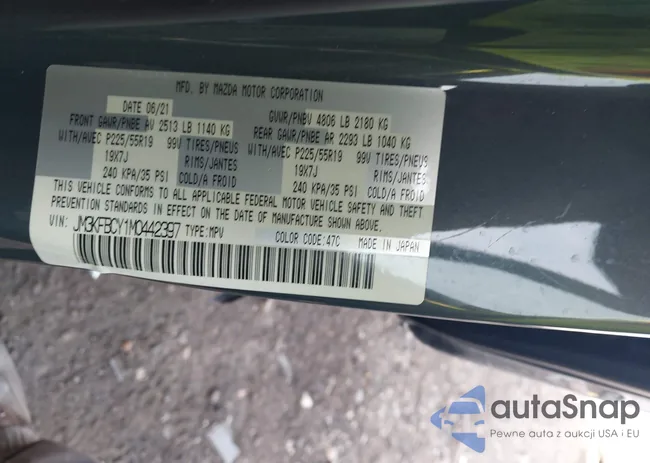 MFD. BY MAZDA MOTOR CORPORATION
DATE 06/21
GVWR/PNBV 4806 LB 2180 KG
FRONT GAWR/PNBE AV 2513 LB 1140 KG
REAR GAWR/PNBE AR 2293 LB 1040 KG
WITH/AVEC P225/55R19 99V TIRES/PNEUS
WITH/AVEC P225/55R19 99V TIRES/PNEUS
19X7J RIMS/JANTES
19X7J RIMS/JANTES
240 KPA/35 PSI COLD/A FROID
240 KPA/35 PSI COLD/A FROID
THIS VEHICLE CONFORMS TO ALL APPLICABLE FEDERAL MOTOR VEHICLE SAFETY AND THEFT
PREVENTION STANDARDS IN EFFECT ON THE DATE OF MANUFACTURE SHOWN ABOVE.
VIN: JM3KFBCY1M0442397 TYPE:MPV
COLOR CODE:47C MADE IN JAPAN
autaSnap
Pewne auta z aukcji USA i EU